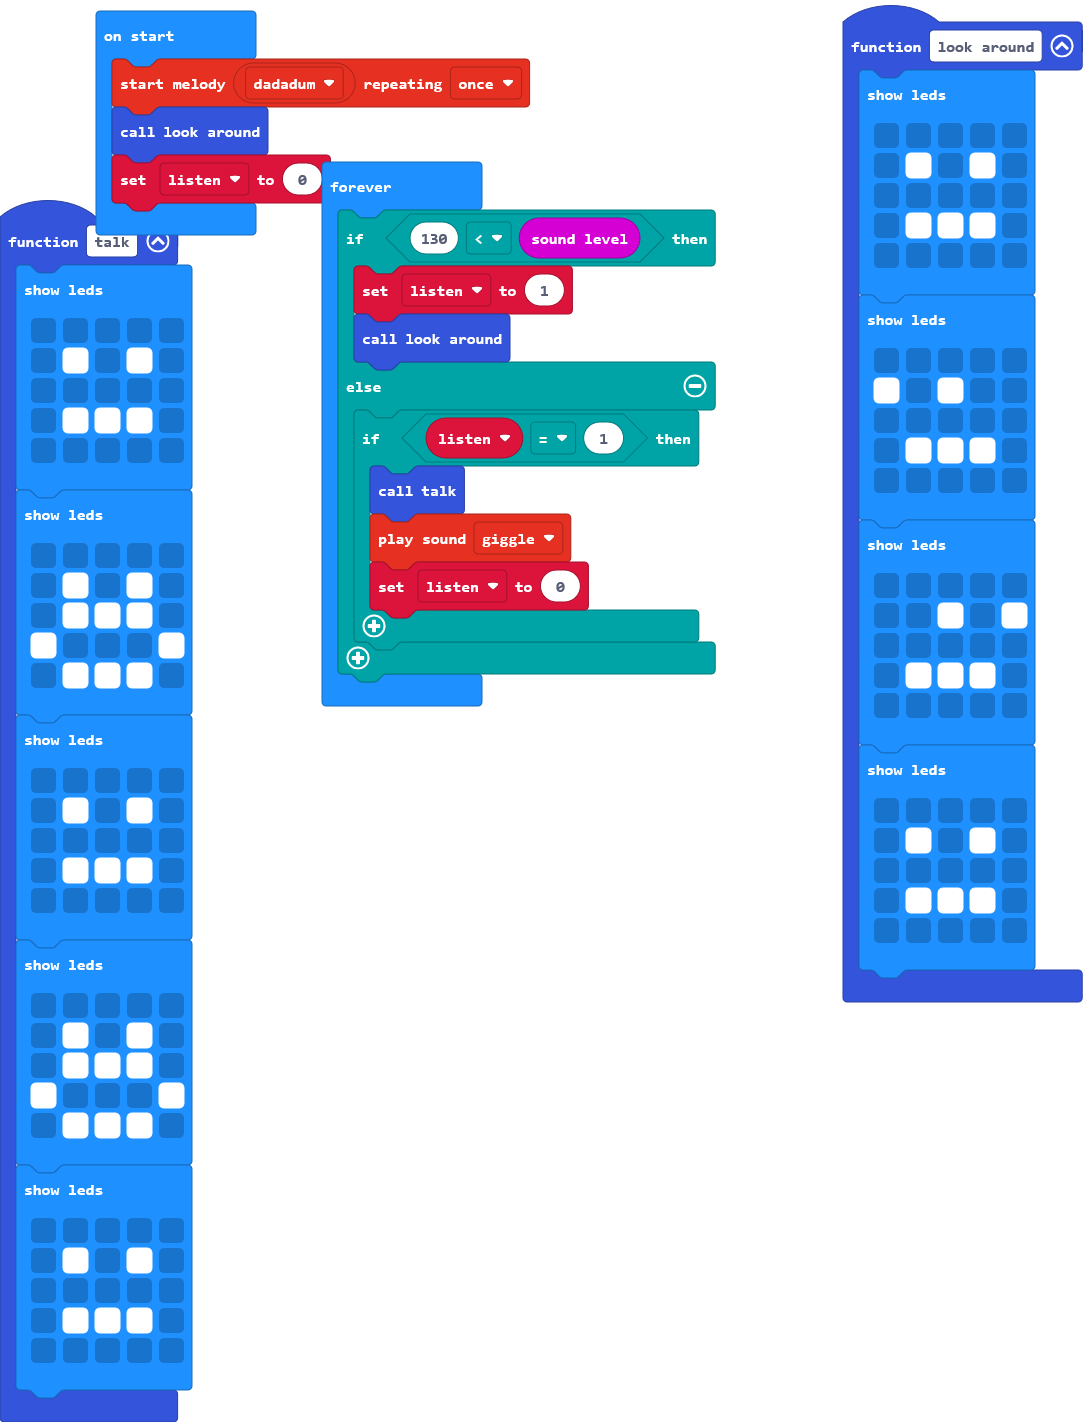 on start
start melody dadadum repeating once
call look around
set listen to 0
function talk
show leds
show leds
show leds
show leds
show leds
forever
if 130 < sound level then
set listen to 1
call look around
else
if listen = 1 then
call talk
play sound giggle
set listen to 0
function look around
show leds
show leds
show leds
show leds